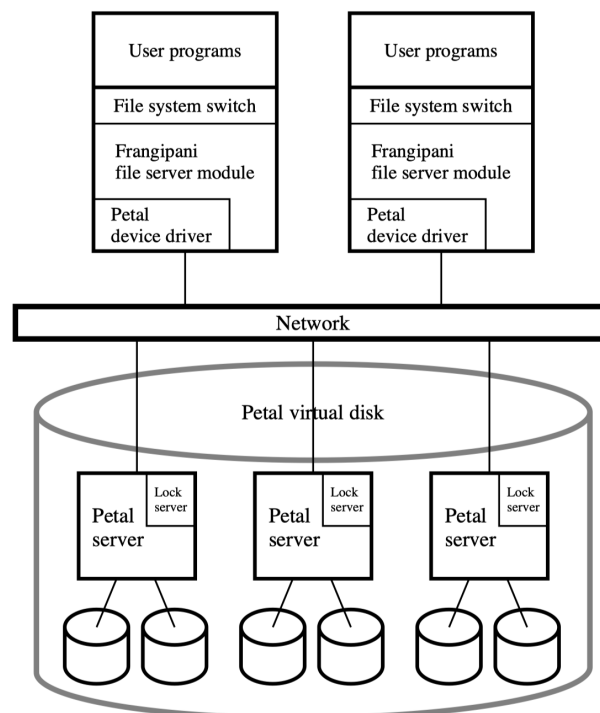 User programs
File system switch
Frangipani
file server module
Petal
device driver
User programs
File system switch
Frangipani
file server module
Petal
device driver
Network
Petal virtual disk
Lock
server
Petal
server
Lock
server
Petal
server
Lock
server
Petal
server